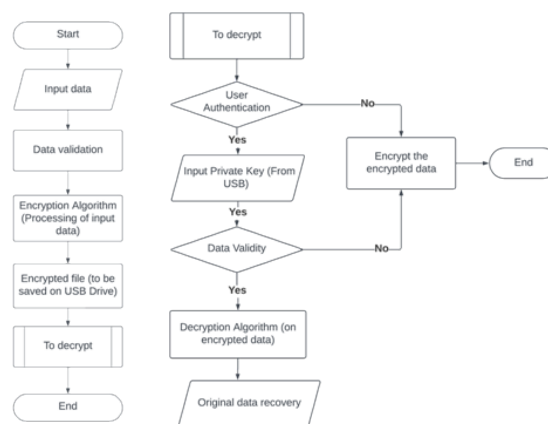 Start
Input data
Data validation
Encryption Algorithm
(Processing of input
data)
Encrypted file (to be
saved on USB Drive)
To decrypt
End
To decrypt
User
Authentication
No
Yes
Input Private Key (From
USB)
Yes
Data Validity
No
Yes
Decryption Algorithm (on
encrypted data)
Original data recovery
Encrypt the
encrypted data
End